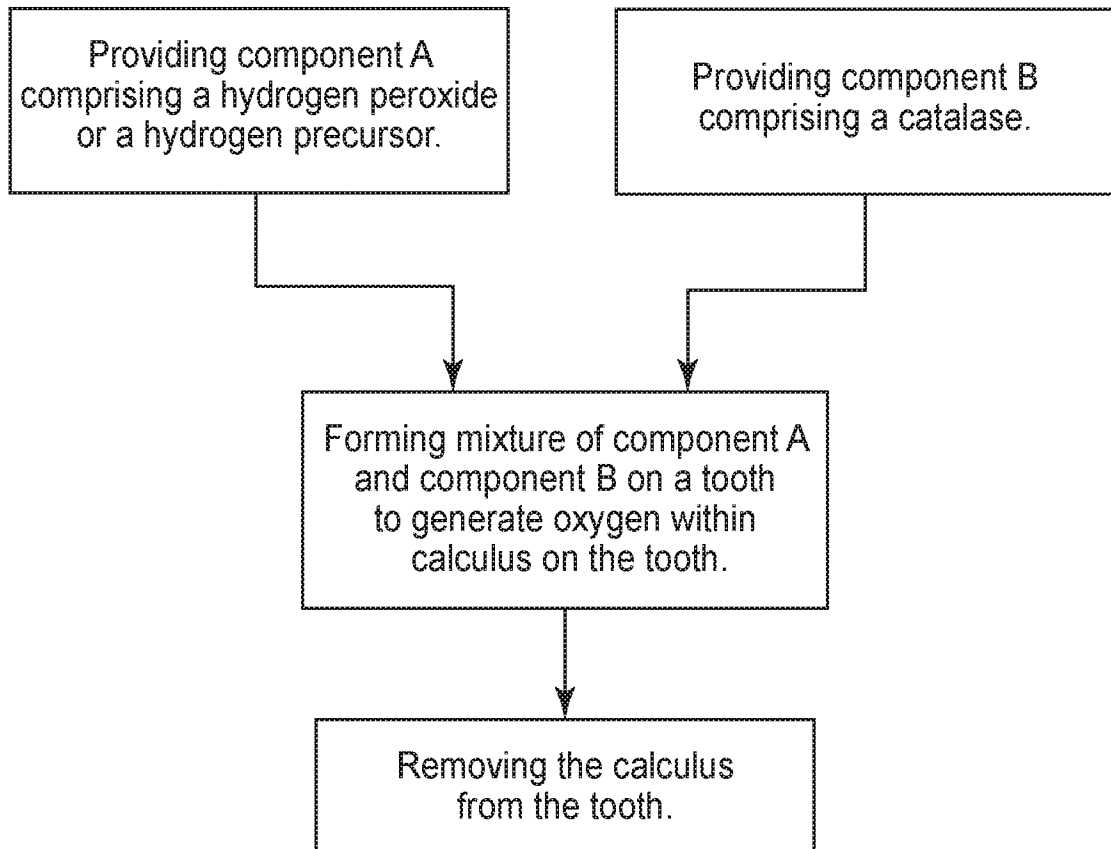 Providing component A
comprising a hydrogen peroxide
or a hydrogen precursor.
Providing component B
comprising a catalase.
Forming mixture of component A
and component B on a tooth
to generate oxygen within
calculus on the tooth.
Removing the calculus
from the tooth.